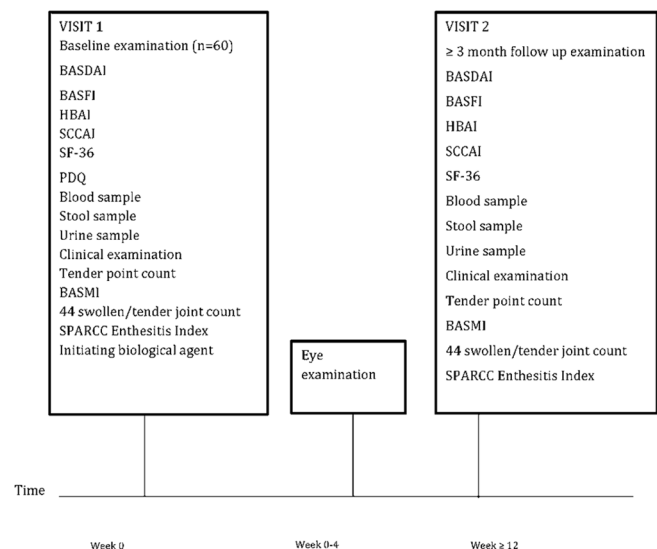 VISIT 1
Baseline examination (n=60)
BASDAI
BASFI
HBAI
SCCAI
SF-36
PDQ
Blood sample
Stool sample
Urine sample
Clinical examination
Tender point count
BASMI
44 swollen/tender joint count
SPARCC Enthesitis Index
Initiating biological agent
Eye
examination
VISIT 2
≥ 3 month follow up examination
BASDAI
BASFI
HBAI
SCCAI
SF-36
Blood sample
Stool sample
Urine sample
Clinical examination
Tender point count
BASMI
44 swollen/tender joint count
SPARCC Enthesitis Index
Time
Week 0
Week 0-4
Week ≥ 12